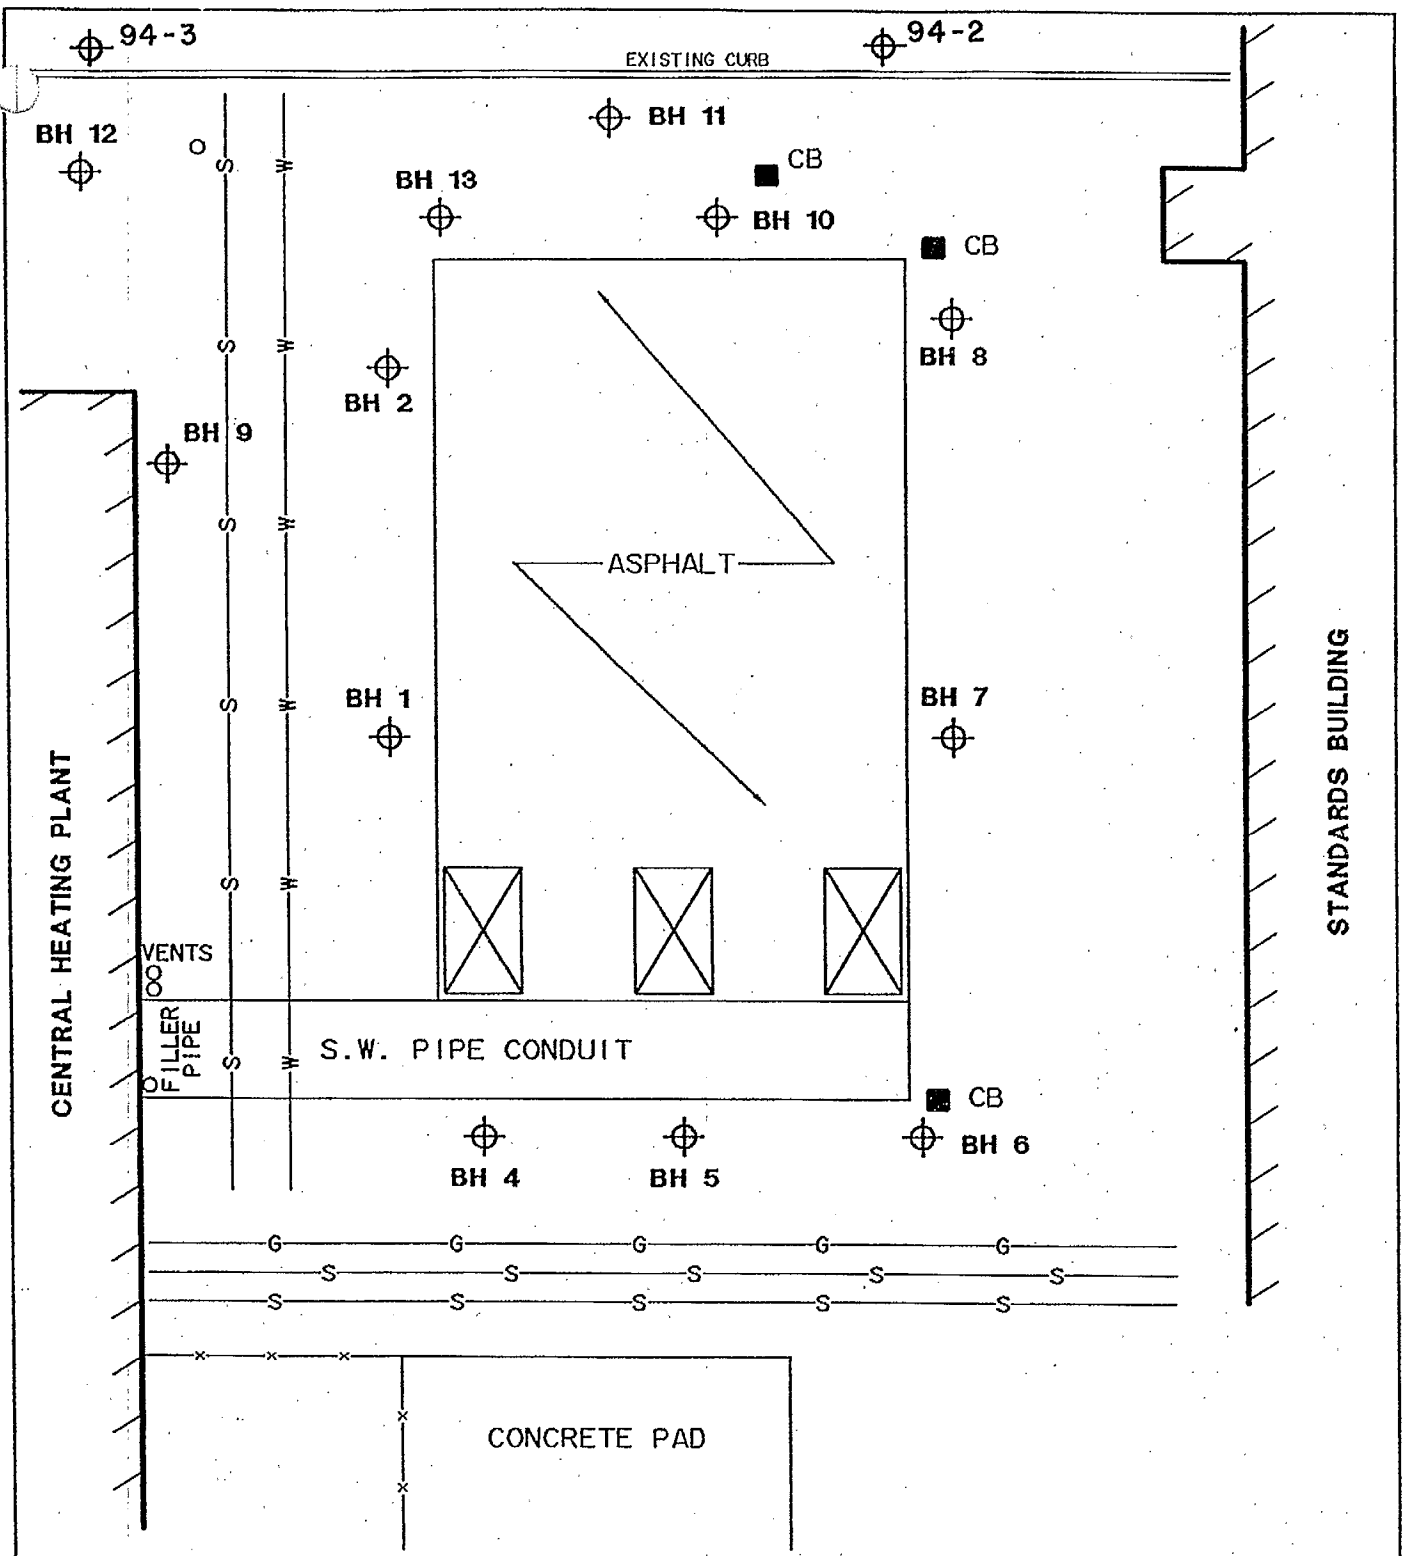 94-3
94-2
EXISTING CURB
BH 11
BH 12
CB
BH 13
BH 10
CB
S
W
BH 8
S
W
BH 2
BH 9
S
W
ASPHALT
BH 1
BH 7
S
W
CENTRAL HEATING PLANT
STANDARDS BUILDING
S
W
VENTS
FILLER
PIPE
S
W
S.W. PIPE CONDUIT
CB
BH 6
BH 4
BH 5
G G G G G
S S S S S
S S S S S
x x x
x
CONCRETE PAD
x